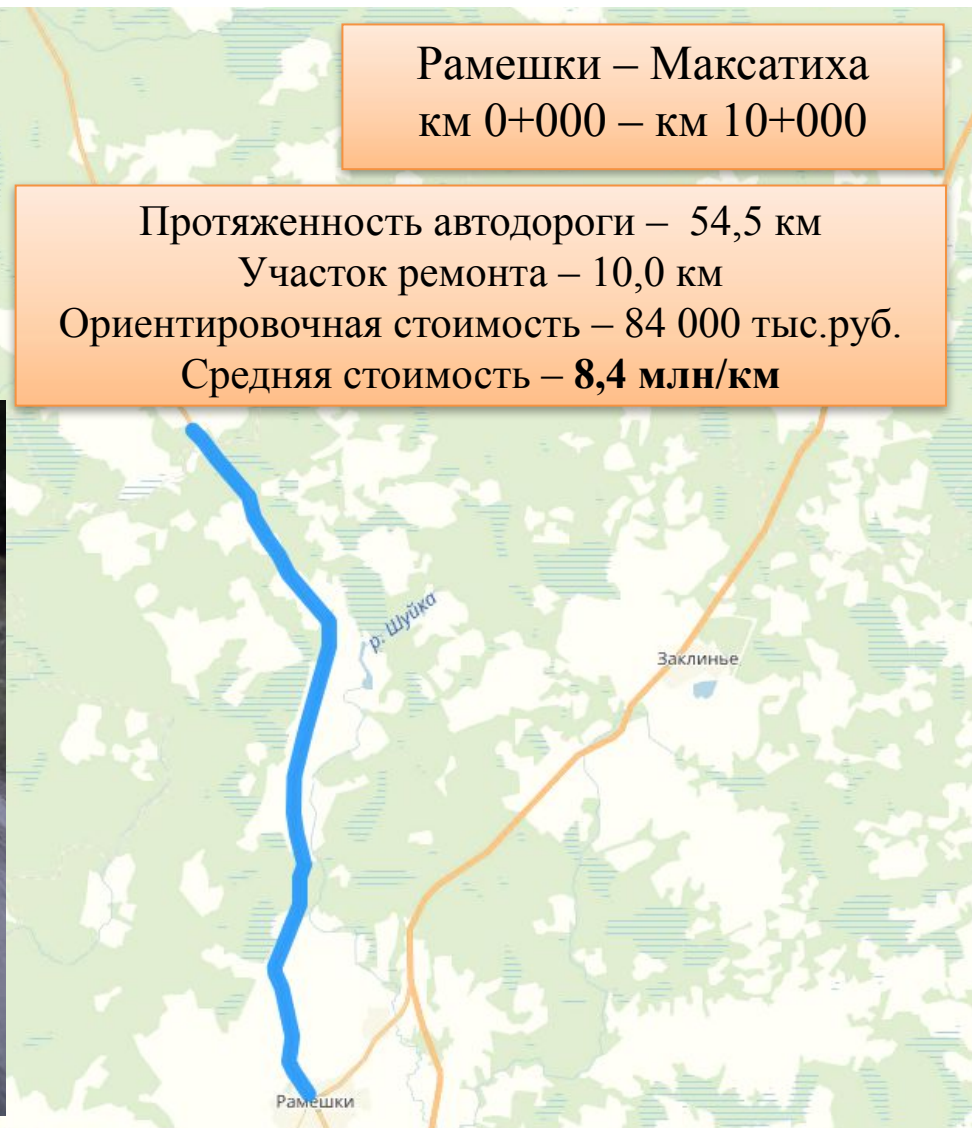 Рамешки – Максатиха
км 0+000 – км 10+000
Протяженность автодороги – 54,5 км
Участок ремонта – 10,0 км
Ориентировочная стоимость – 84 000 тыс.руб.
Средняя стоимость – 8,4 млн/км
р. Шуйка
Заклинье
Рамешки